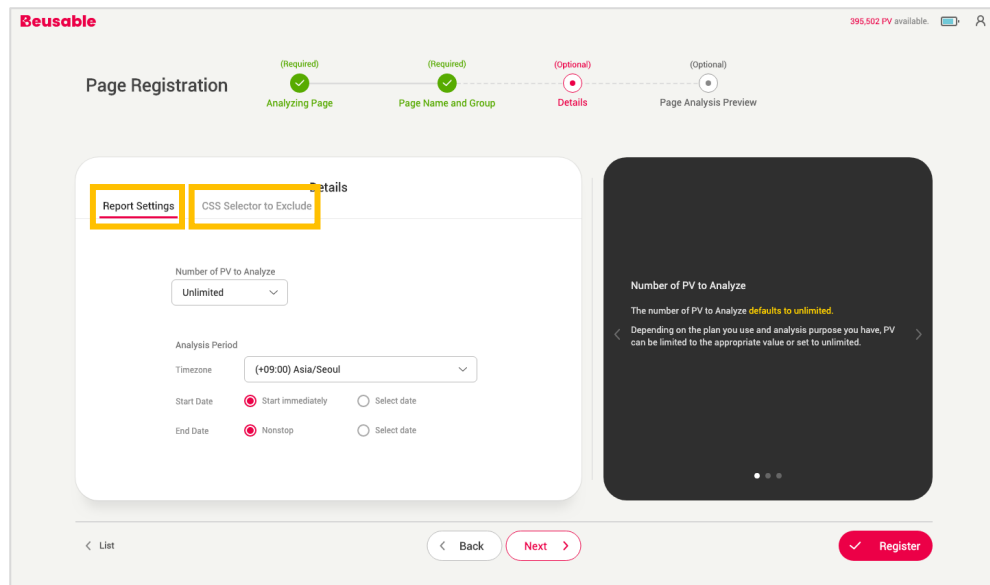 Beusable
395,502 PV available.
Page Registration
(Required)
Analyzing Page
(Required)
Page Name and Group
(Optional)
Details
(Optional)
Page Analysis Preview
Details
Report Settings
CSS Selector to Exclude
Number of PV to Analyze
Unlimited
Analysis Period
Timezone
(+09:00) Asia/Seoul
Start Date
Start immediately
Select date
End Date
Nonstop
Select date
Number of PV to Analyze
The number of PV to Analyze defaults to unlimited.
Depending on the plan you use and analysis purpose you have, PV
can be limited to the appropriate value or set to unlimited.
List
Back
Next
Register